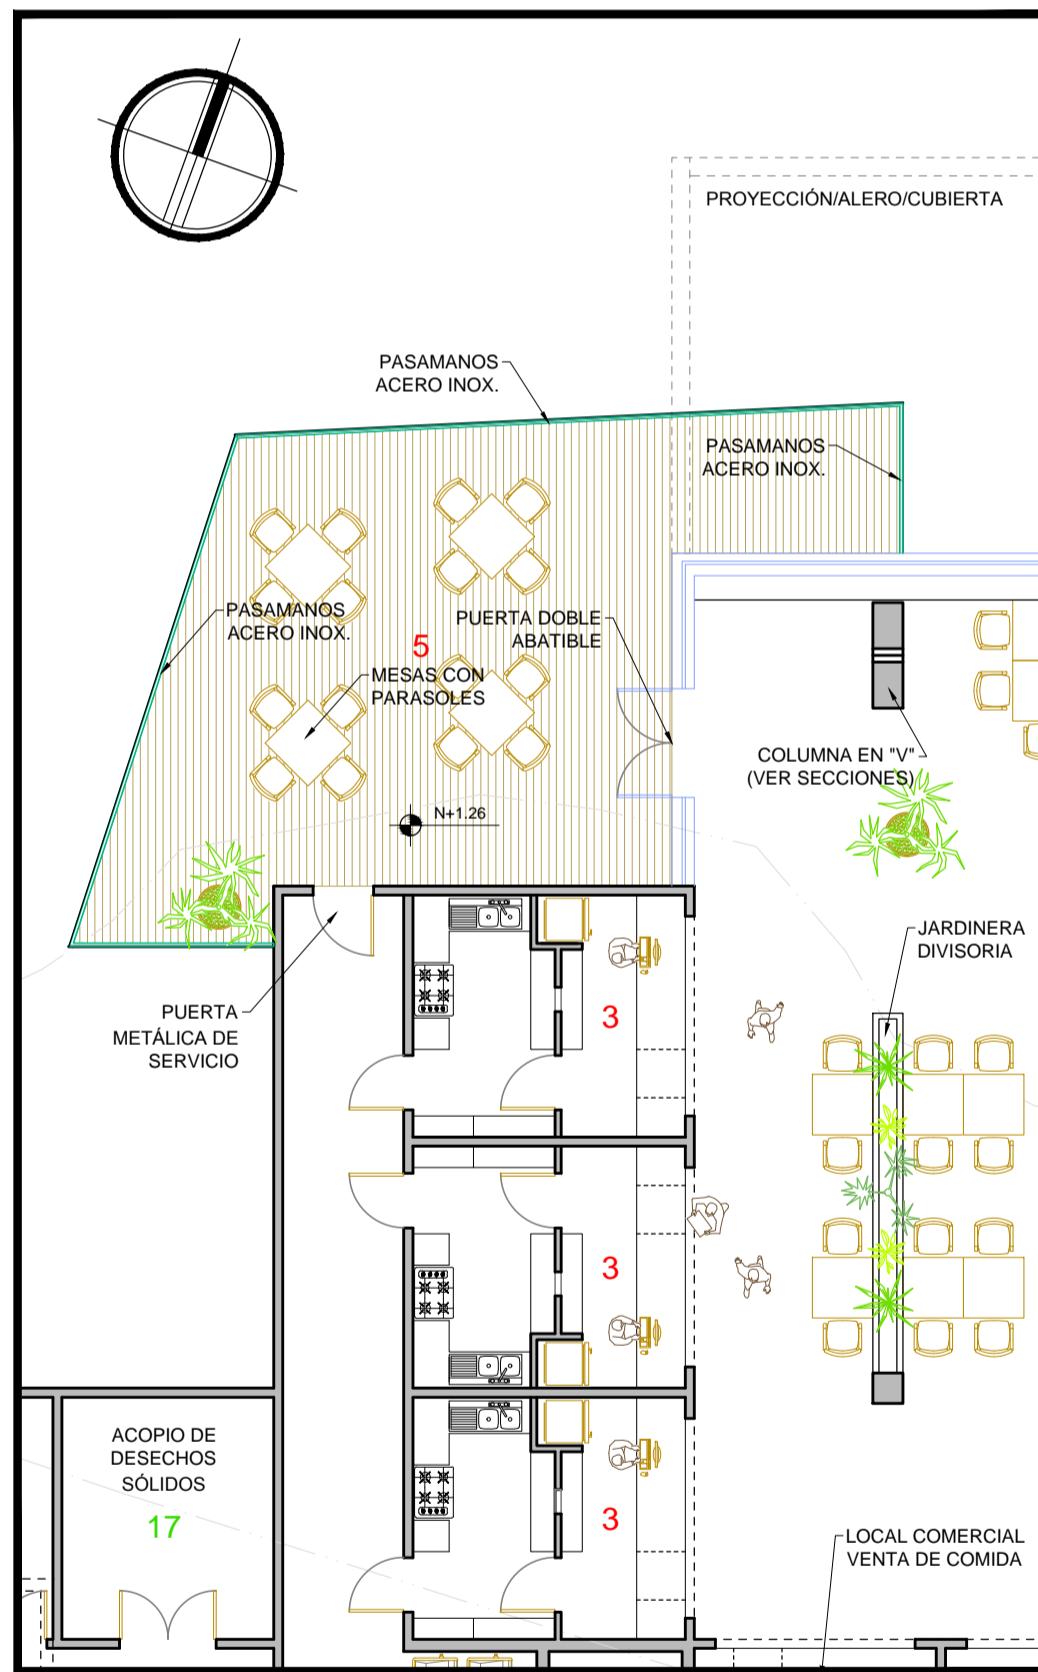 PROYECCIÓN/ALERO/CUBIERTA
PASAMANOS
ACERO INOX.
PASAMANOS
ACERO INOX.
PASAMANOS
ACERO INOX.
PUERTA DOBLE
ABATIBLE
5
MESAS CON
PARASOLES
COLUMNA EN "V"
(VER SECCIONES)
N+1.26
JARDINERA
DIVISORIA
PUERTA
METÁLICA DE
SERVICIO
3
3
ACOPIO DE
DESECHOS
SÓLIDOS
17
3
LOCAL COMERCIAL
VENTA DE COMIDA